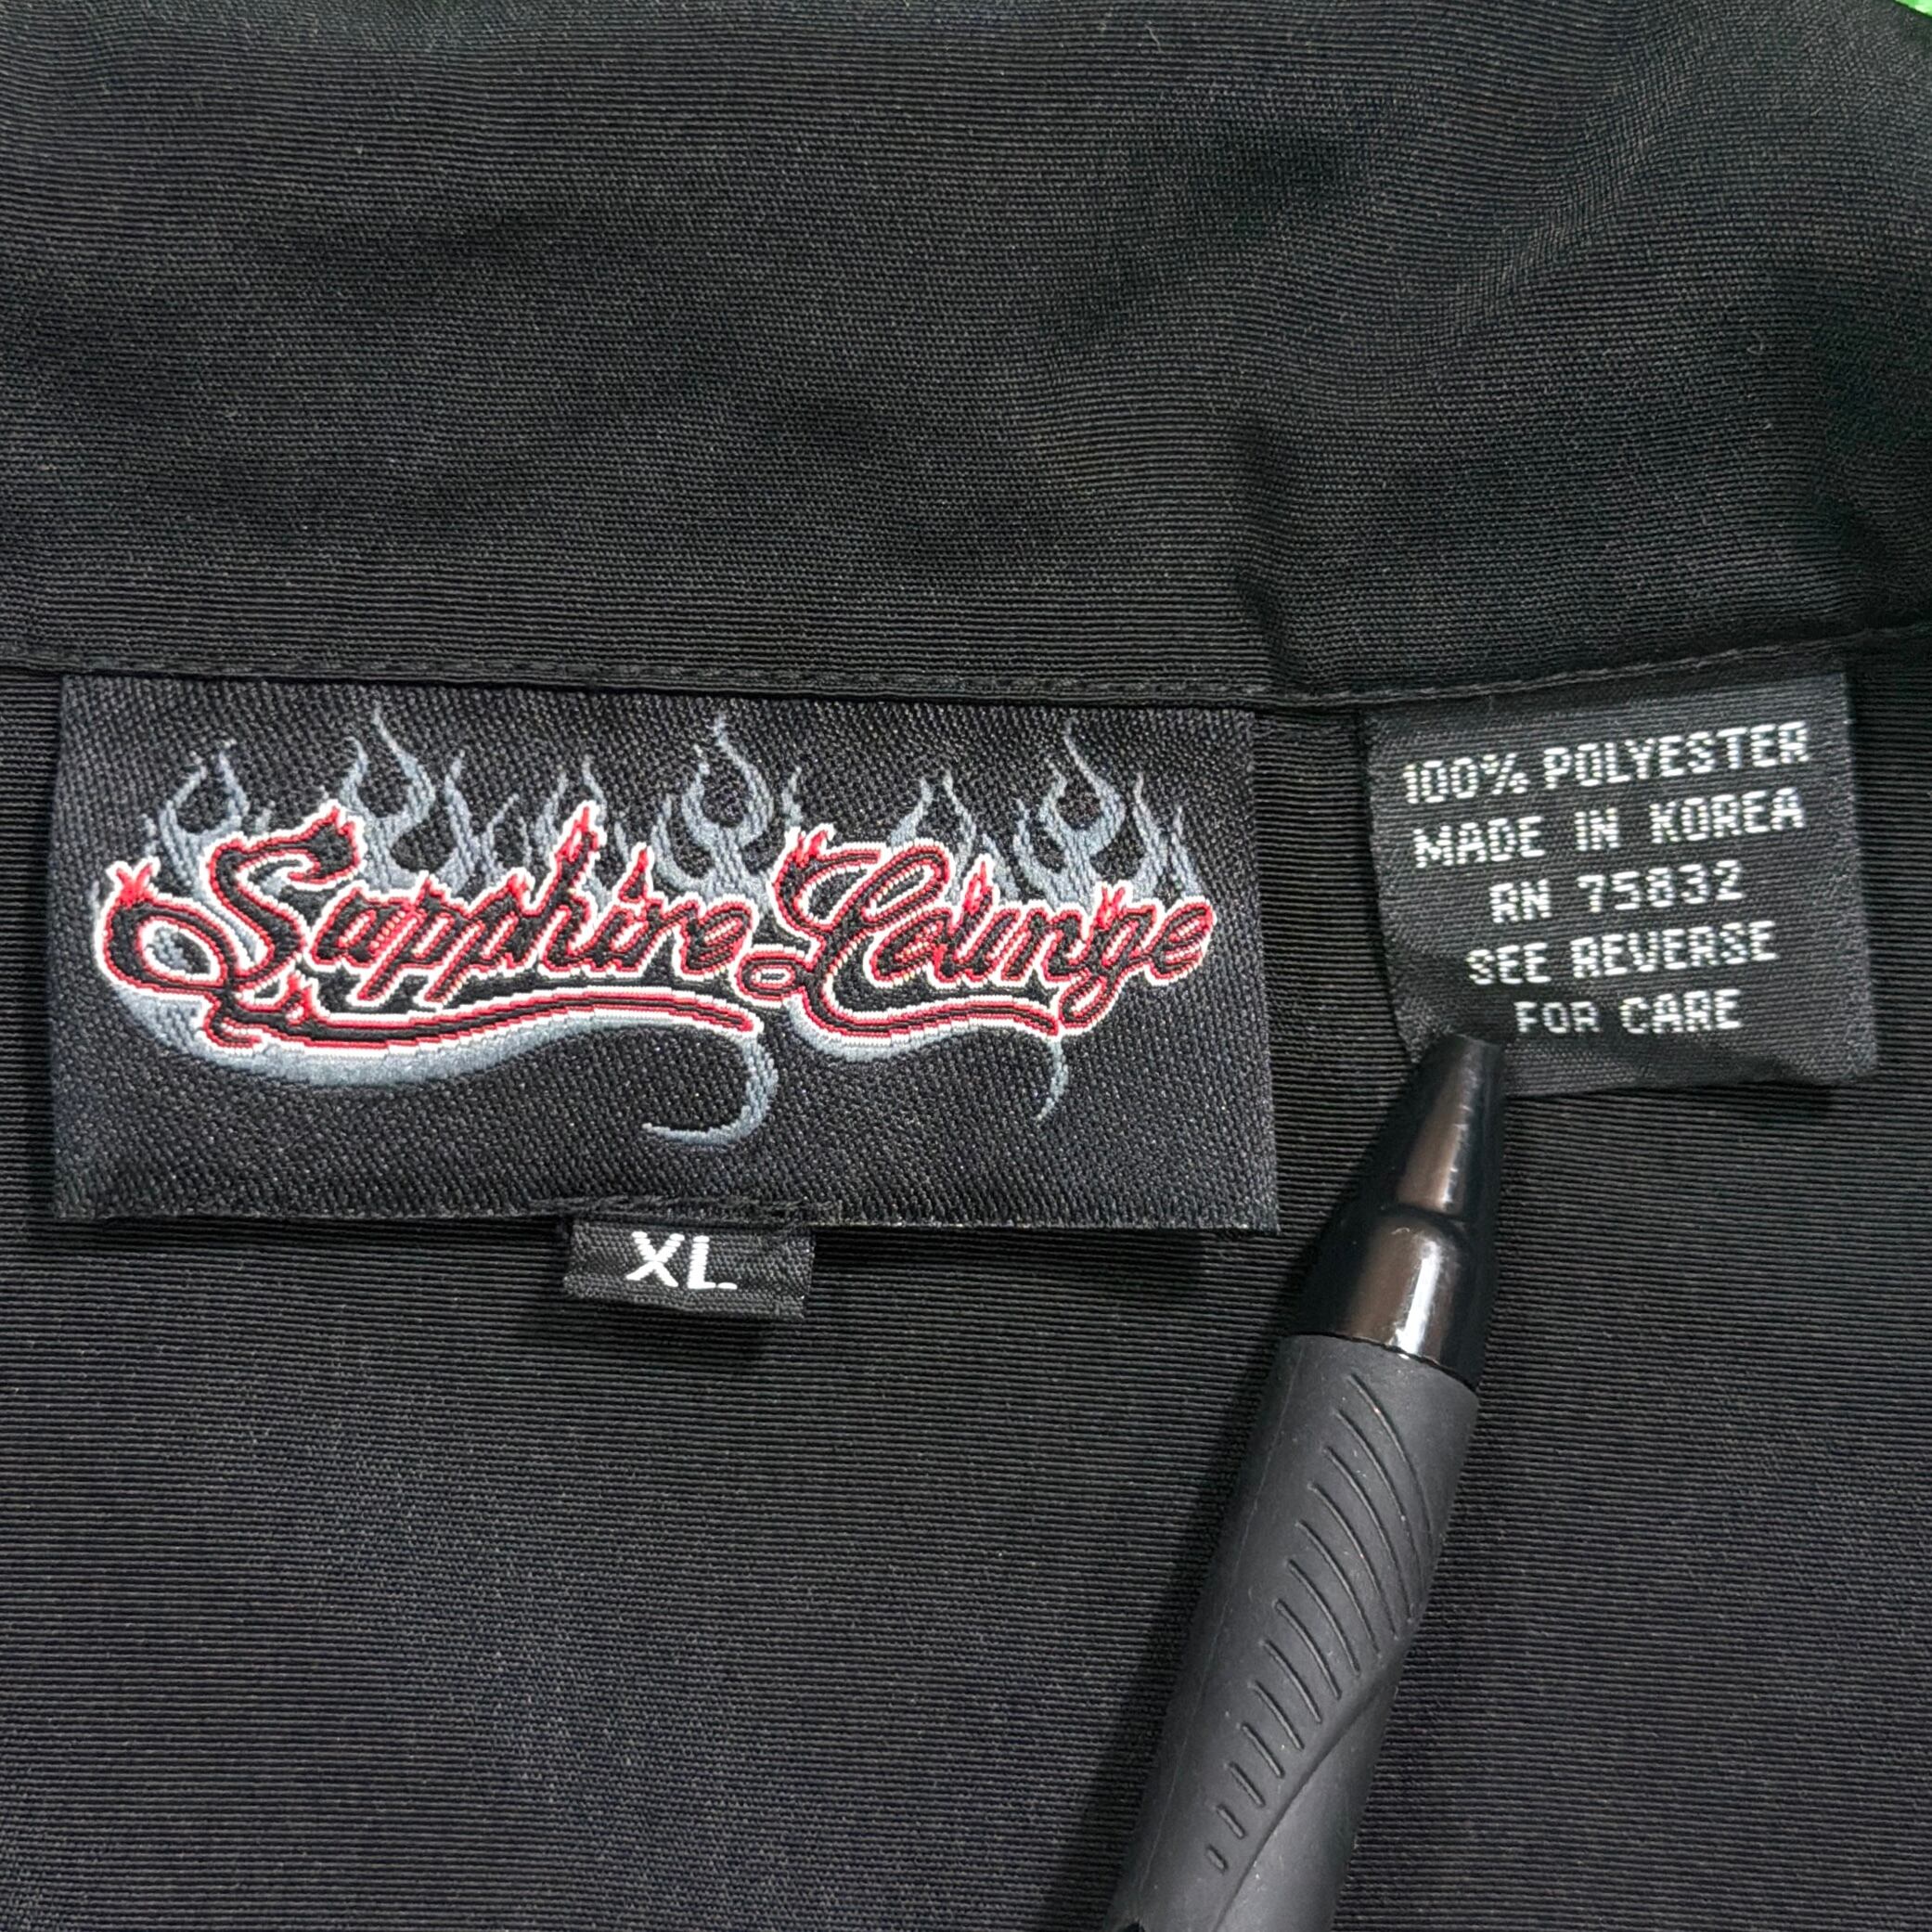 Sapphire Lounge
XL
100% POLYESTER
MADE IN KOREA
RN 75832
SEE REVERSE
FOR CARE